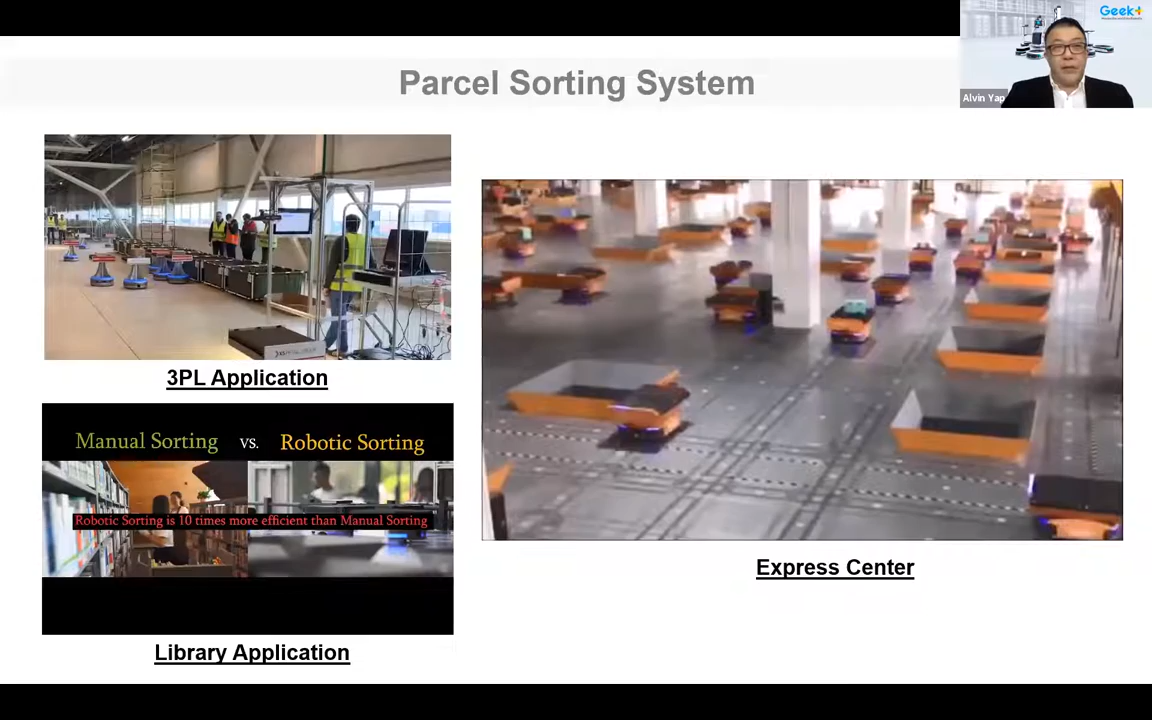 Parcel Sorting System
Geek+
Alvin Yap
3PL Application
Manual Sorting vs. Robotic Sorting
Robotic Sorting is 10 times more efficient than Manual Sorting
Library Application
Express Center